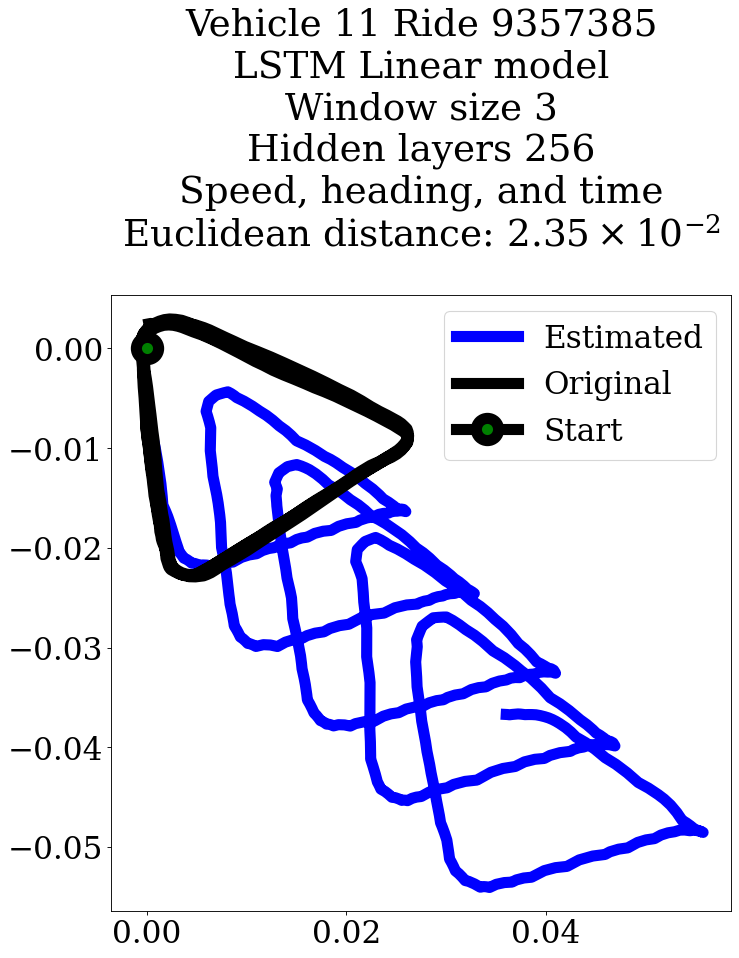 Vehicle 11 Ride 9357385
LSTM Linear model
Window size 3
Hidden layers 256
Speed, heading, and time
Euclidean distance: 2.35 × 10⁻²
Estimated
Original
Start
0.00
−0.01
−0.02
−0.03
−0.04
−0.05
0.00 0.02 0.04